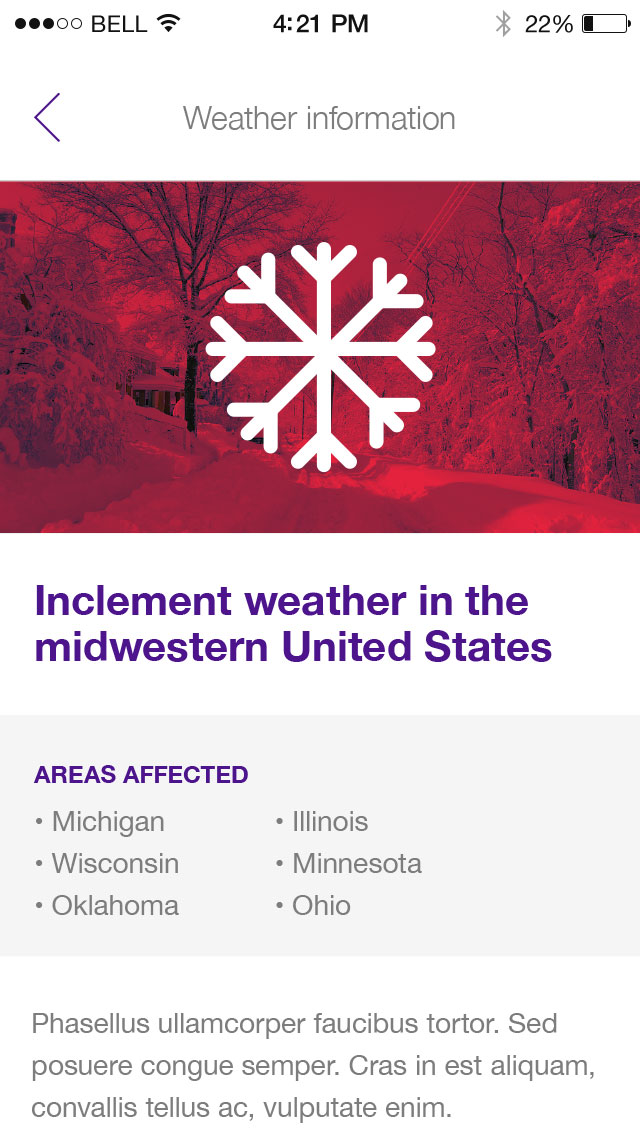 BELL 4:21 PM 22%
Weather information
Inclement weather in the
midwestern United States
AREAS AFFECTED
• Michigan
• Wisconsin
• Oklahoma
• Illinois
• Minnesota
• Ohio
Phasellus ullamcorper faucibus tortor. Sed
posuere congue semper. Cras in est aliquam,
convallis tellus ac, vulputate enim.